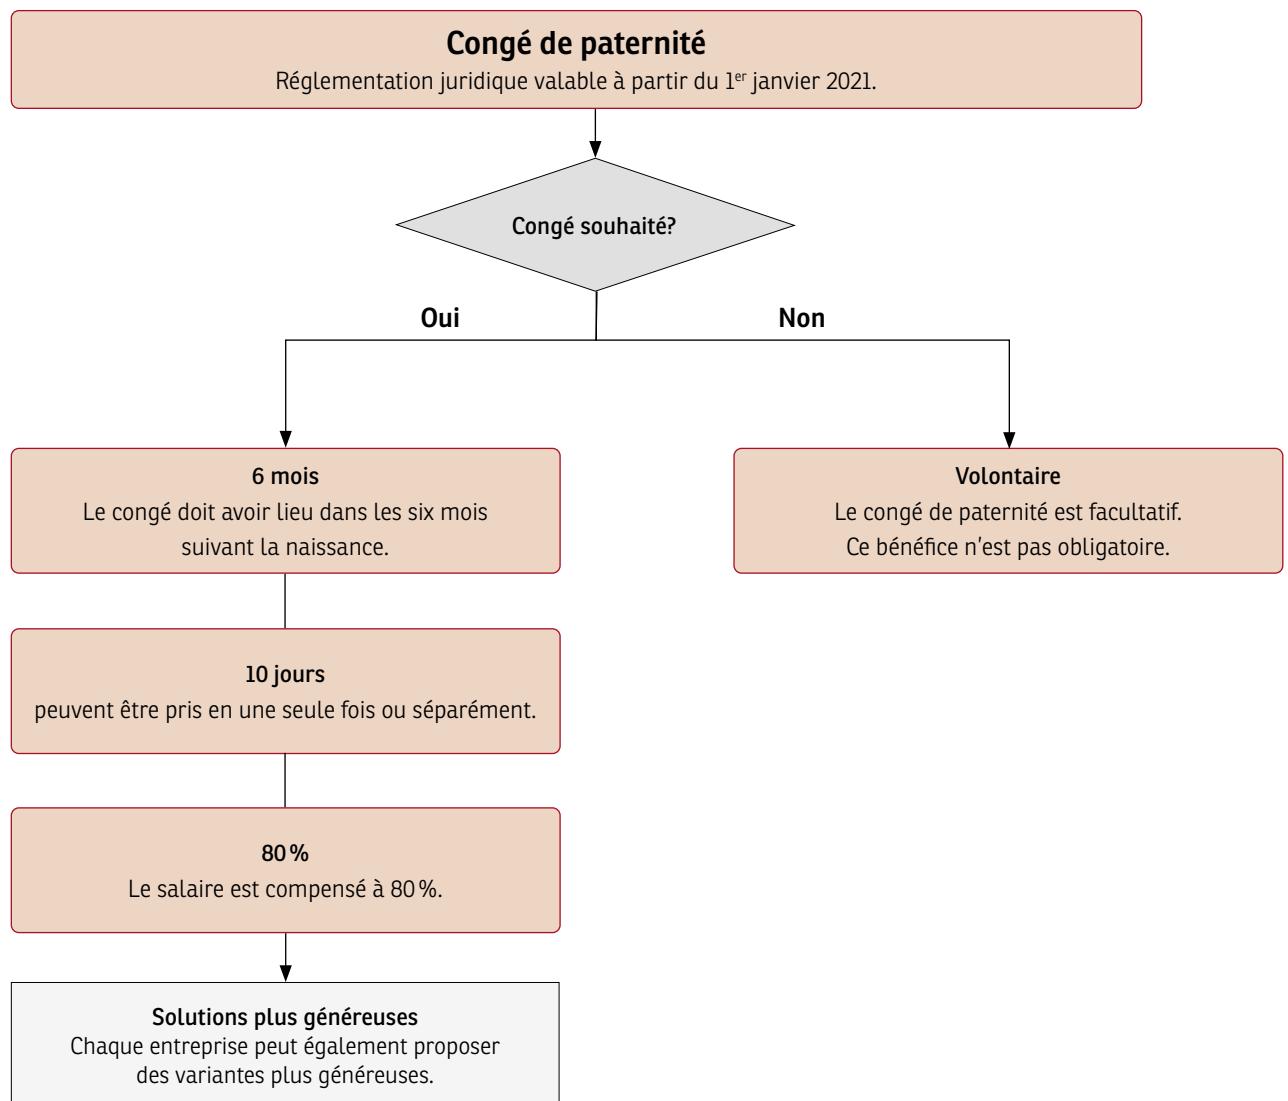 Congé de paternité
Réglementation juridique valable à partir du 1er janvier 2021.
Congé souhaité?
Oui
Non
6 mois
Le congé doit avoir lieu dans les six mois
suivant la naissance.
Volontaire
Le congé de paternité est facultatif.
Ce bénéfice n'est pas obligatoire.
10 jours
peuvent être pris en une seule fois ou séparément.
80 %
Le salaire est compensé à 80 %.
Solutions plus généreuses
Chaque entreprise peut également proposer
des variantes plus généreuses.